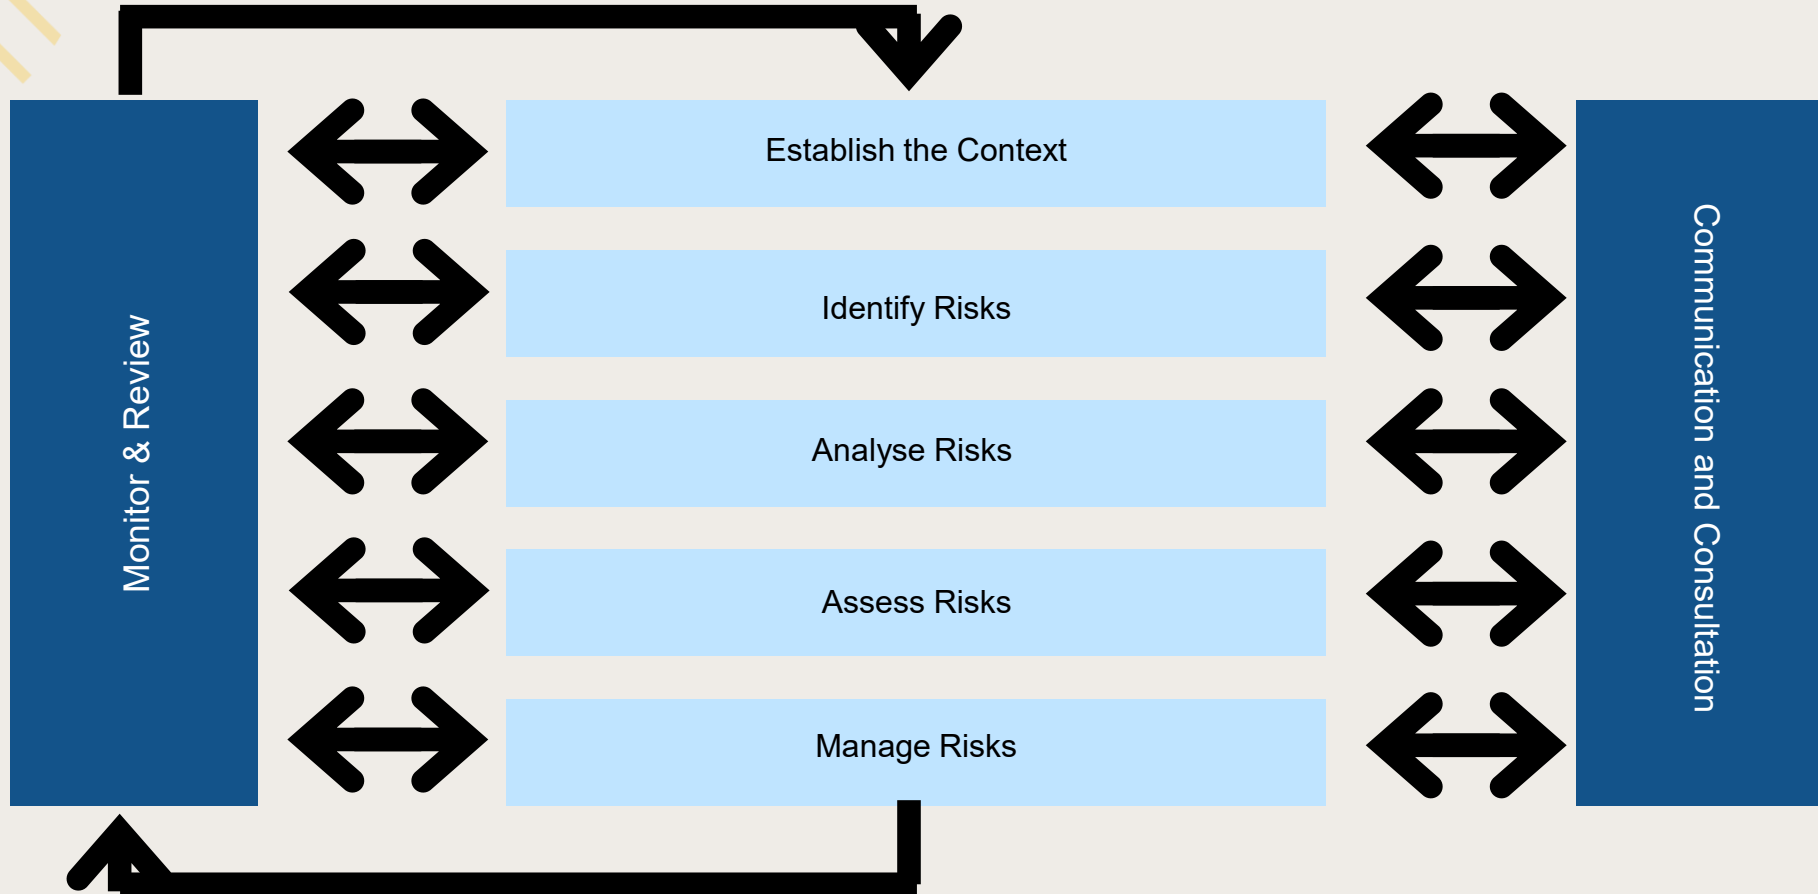 Establish the Context
Identify Risks
Analyse Risks
Assess Risks
Manage Risks
Monitor & Review
Communication and Consultation